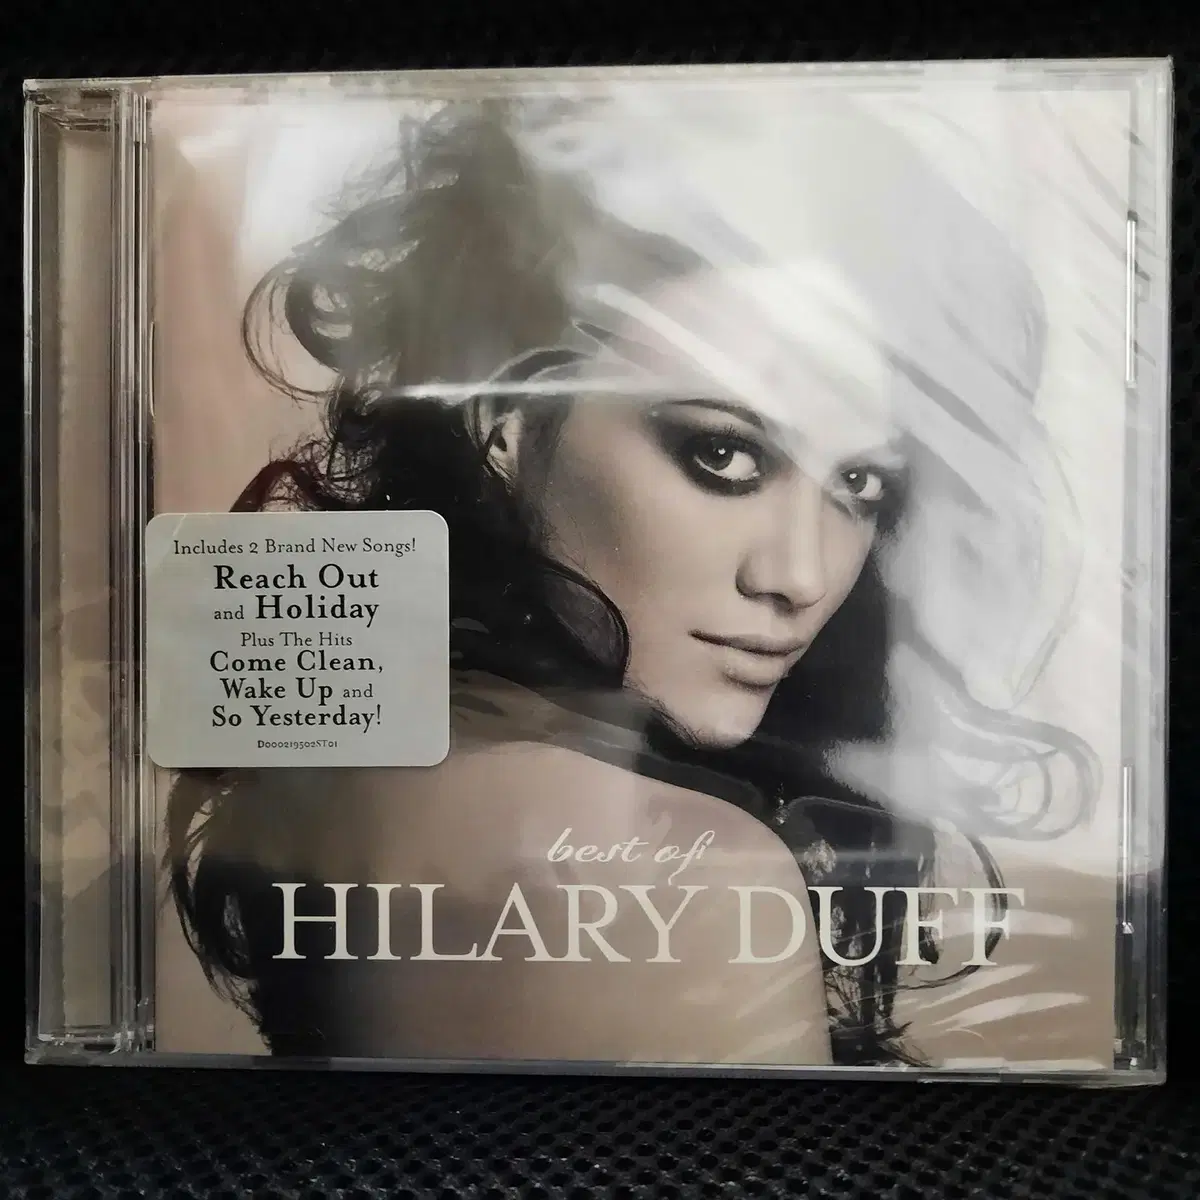 Includes 2 Brand New Songs!
Reach Out
and Holiday
Plus The Hits
Come Clean,
Wake Up and
So Yesterday!
D000219502ST01
best of
HILARY DUFF